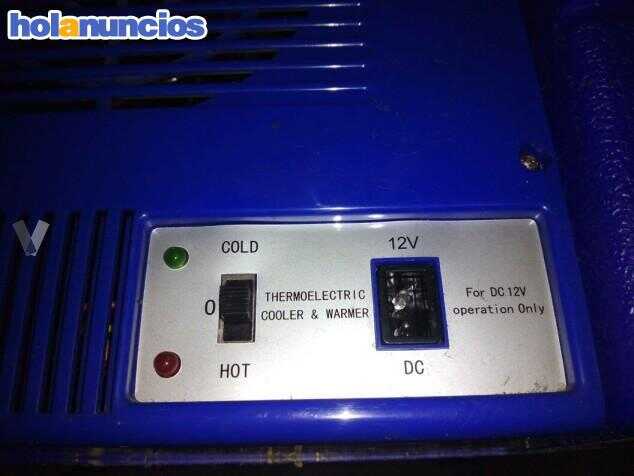 holanuncios
V
COLD
12V
0
THERMOELECTRIC
COOLER & WARMER
For DC 12V
operation Only
HOT
DC